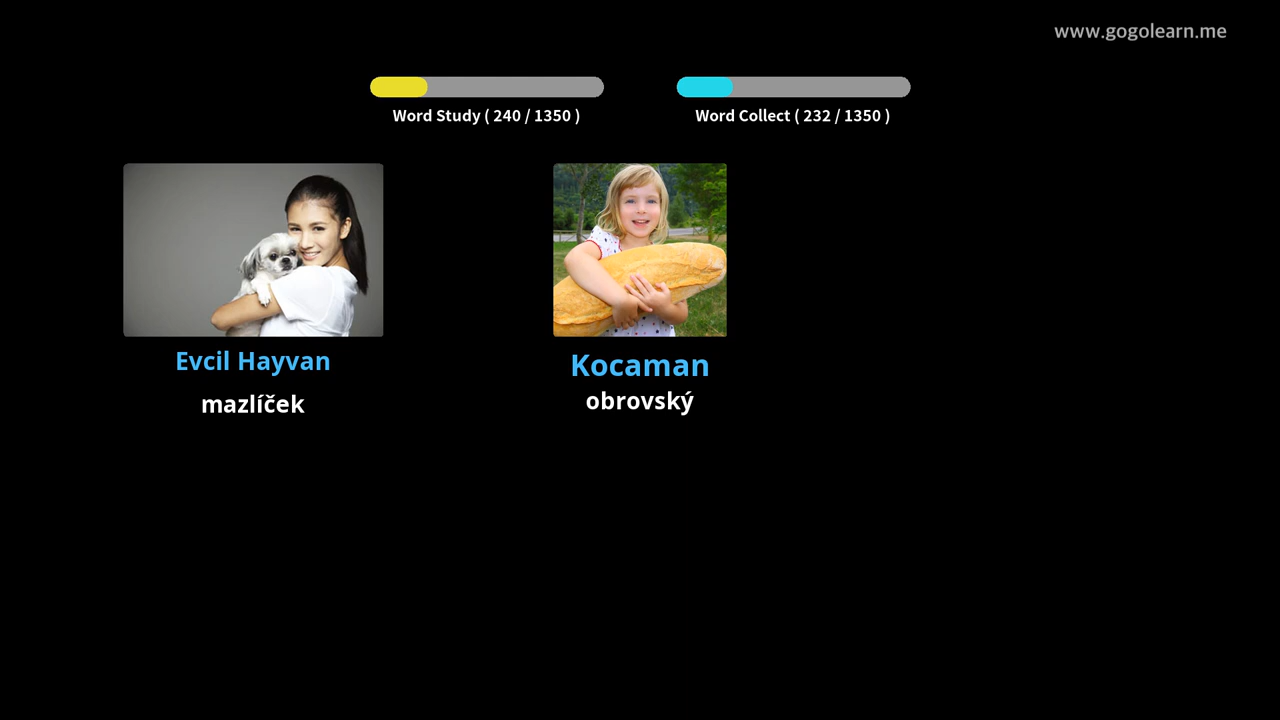 www.gogolearn.me
Word Study ( 240 / 1350 )
Word Collect ( 232 / 1350 )
Evcil Hayvan
mazlíček
Kocaman
obrovský